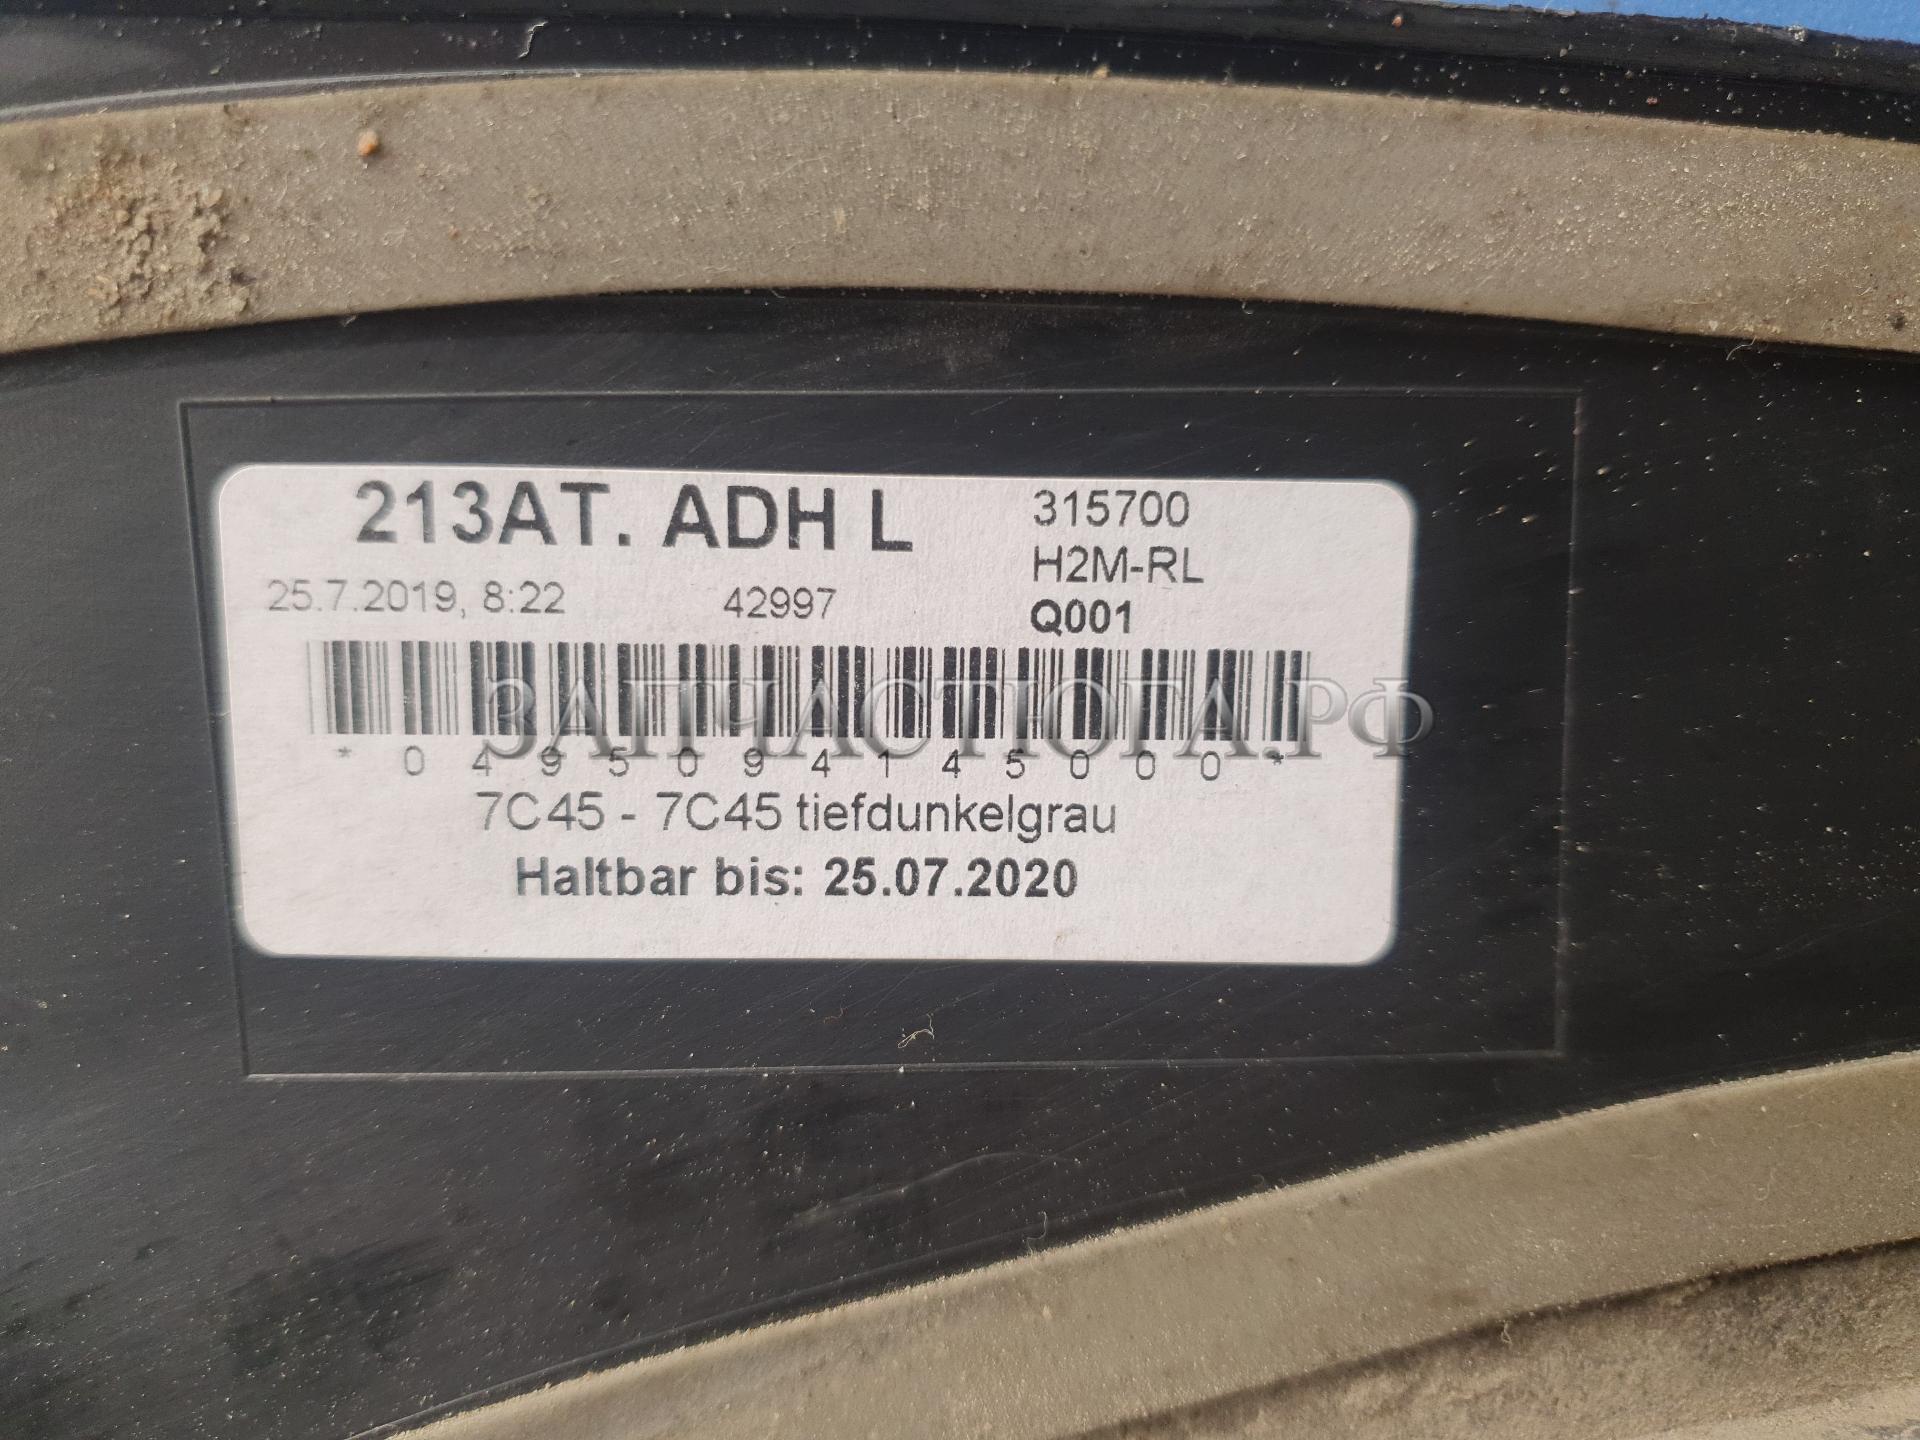 213AT. ADH L
315700
H2M-RL
25.7.2019, 8:22
42997
Q001
ЗАПЧАСТЮГА.РФ
*0495094145000*
7C45 - 7C45 tiefdunkelgrau
Haltbar bis: 25.07.2020